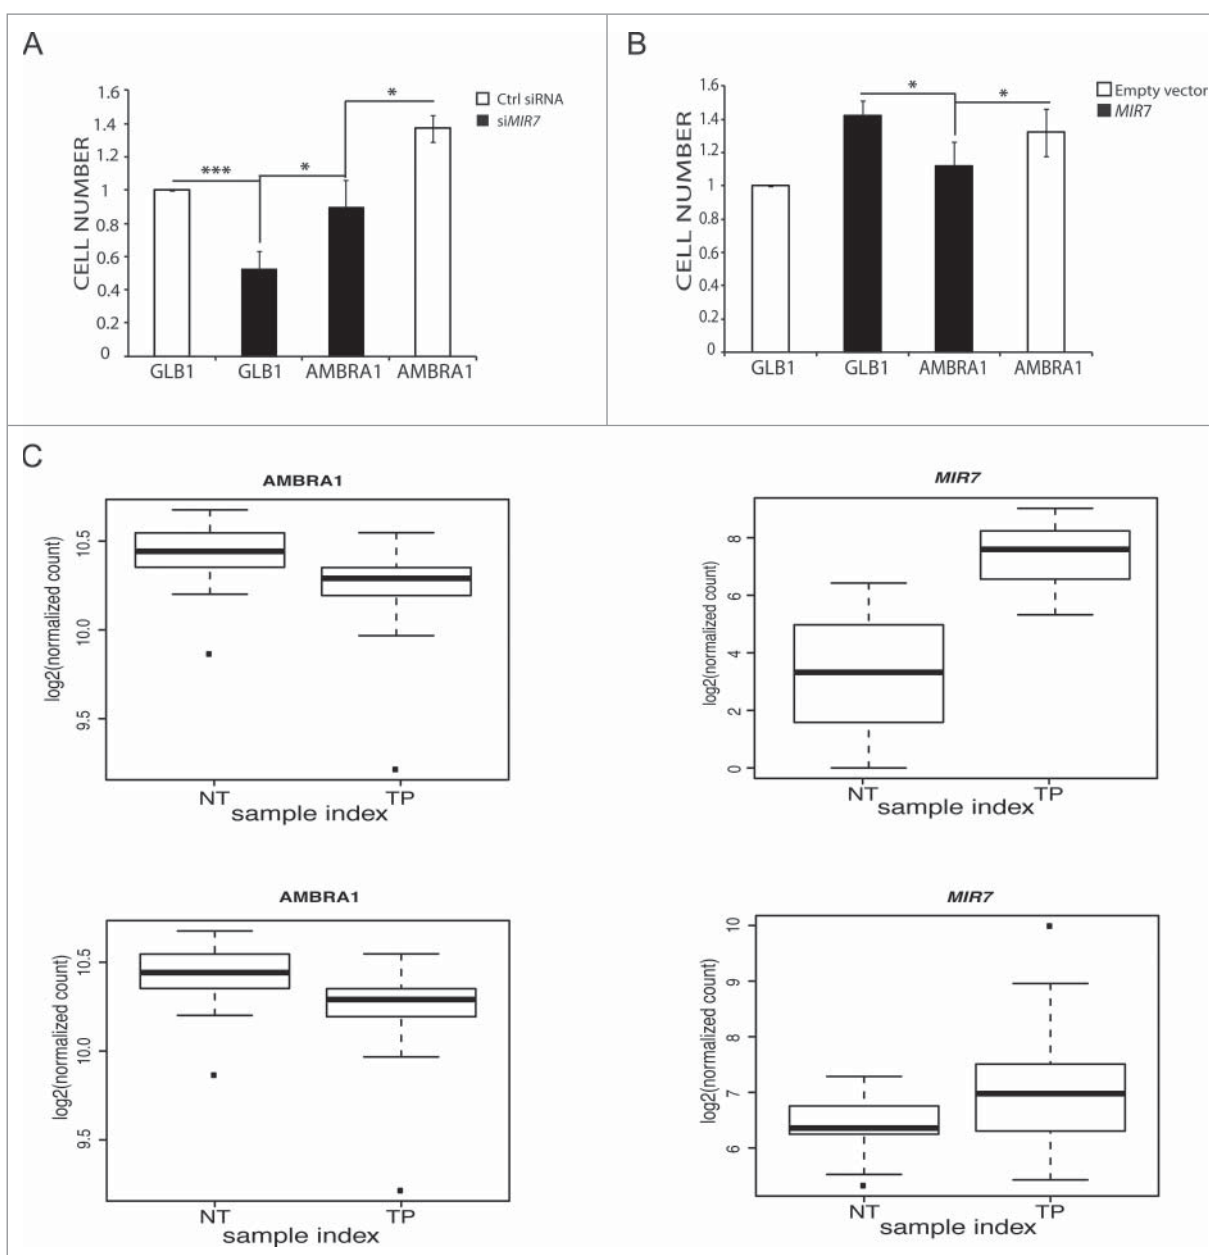 A
CELL NUMBER
1.6
1.4
1.2
1
0.8
0.6
0.4
0.2
0
***
*
*
Ctrl siRNA
siMIR7
GLB1 GLB1 AMBRA1 AMBRA1
B
CELL NUMBER
1.6
1.4
1.2
1
0.8
0.6
0.4
0.2
0
*
*
Empty vector
MIR7
GLB1 GLB1 AMBRA1 AMBRA1
C
AMBRA1
log2(normalized count)
10.5
10.0
9.5
NT TP
sample index
MIR7
log2(normalized count)
8
6
4
2
0
NT TP
sample index
AMBRA1
log2(normalized count)
10.5
10.0
9.5
NT TP
sample index
MIR7
log2(normalized count)
10
9
8
7
6
NT TP
sample index